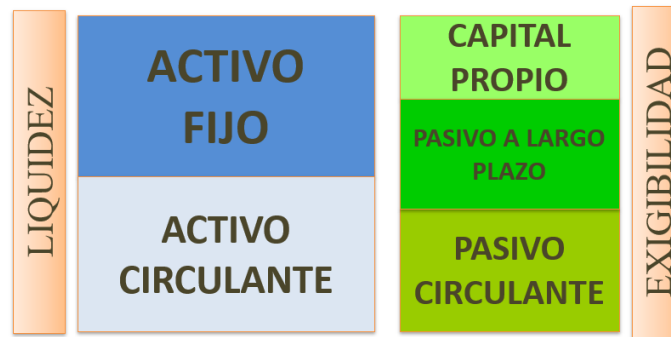 LIQUIDEZ
ACTIVO
FIJO
ACTIVO
CIRCULANTE
CAPITAL
PROPIO
PASIVO A LARGO
PLAZO
PASIVO
CIRCULANTE
EXIGIBILIDAD